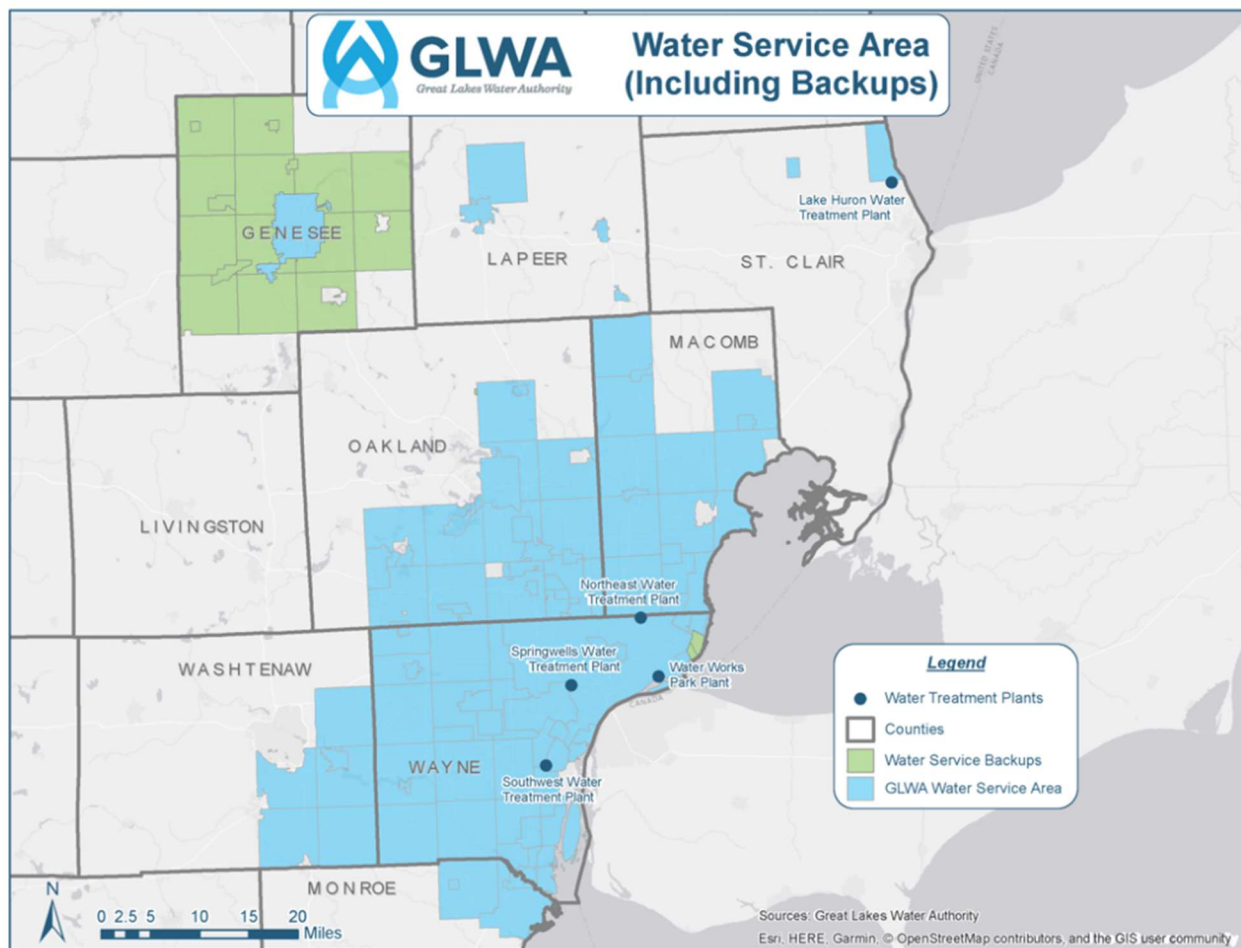 GLWA
Great Lakes Water Authority
Water Service Area
(Including Backups)
UNITED STATES
CANADA
Lake Huron Water
Treatment Plant
GENESEE
LAPEER
ST. CLAIR
MACOMB
OAKLAND
LIVINGSTON
Northeast Water
Treatment Plant
WASHTENAW
Springwells Water
Treatment Plant
Water Works
Park Plant
CANADA
WAYNE
Southwest Water
Treatment Plant
MONROE
Legend
Water Treatment Plants
Counties
Water Service Backups
GLWA Water Service Area
N
0 2.5 5 10 15 20
Miles
Sources: Great Lakes Water Authority
Esri, HERE, Garmin, © OpenStreetMap contributors, and the GIS user community